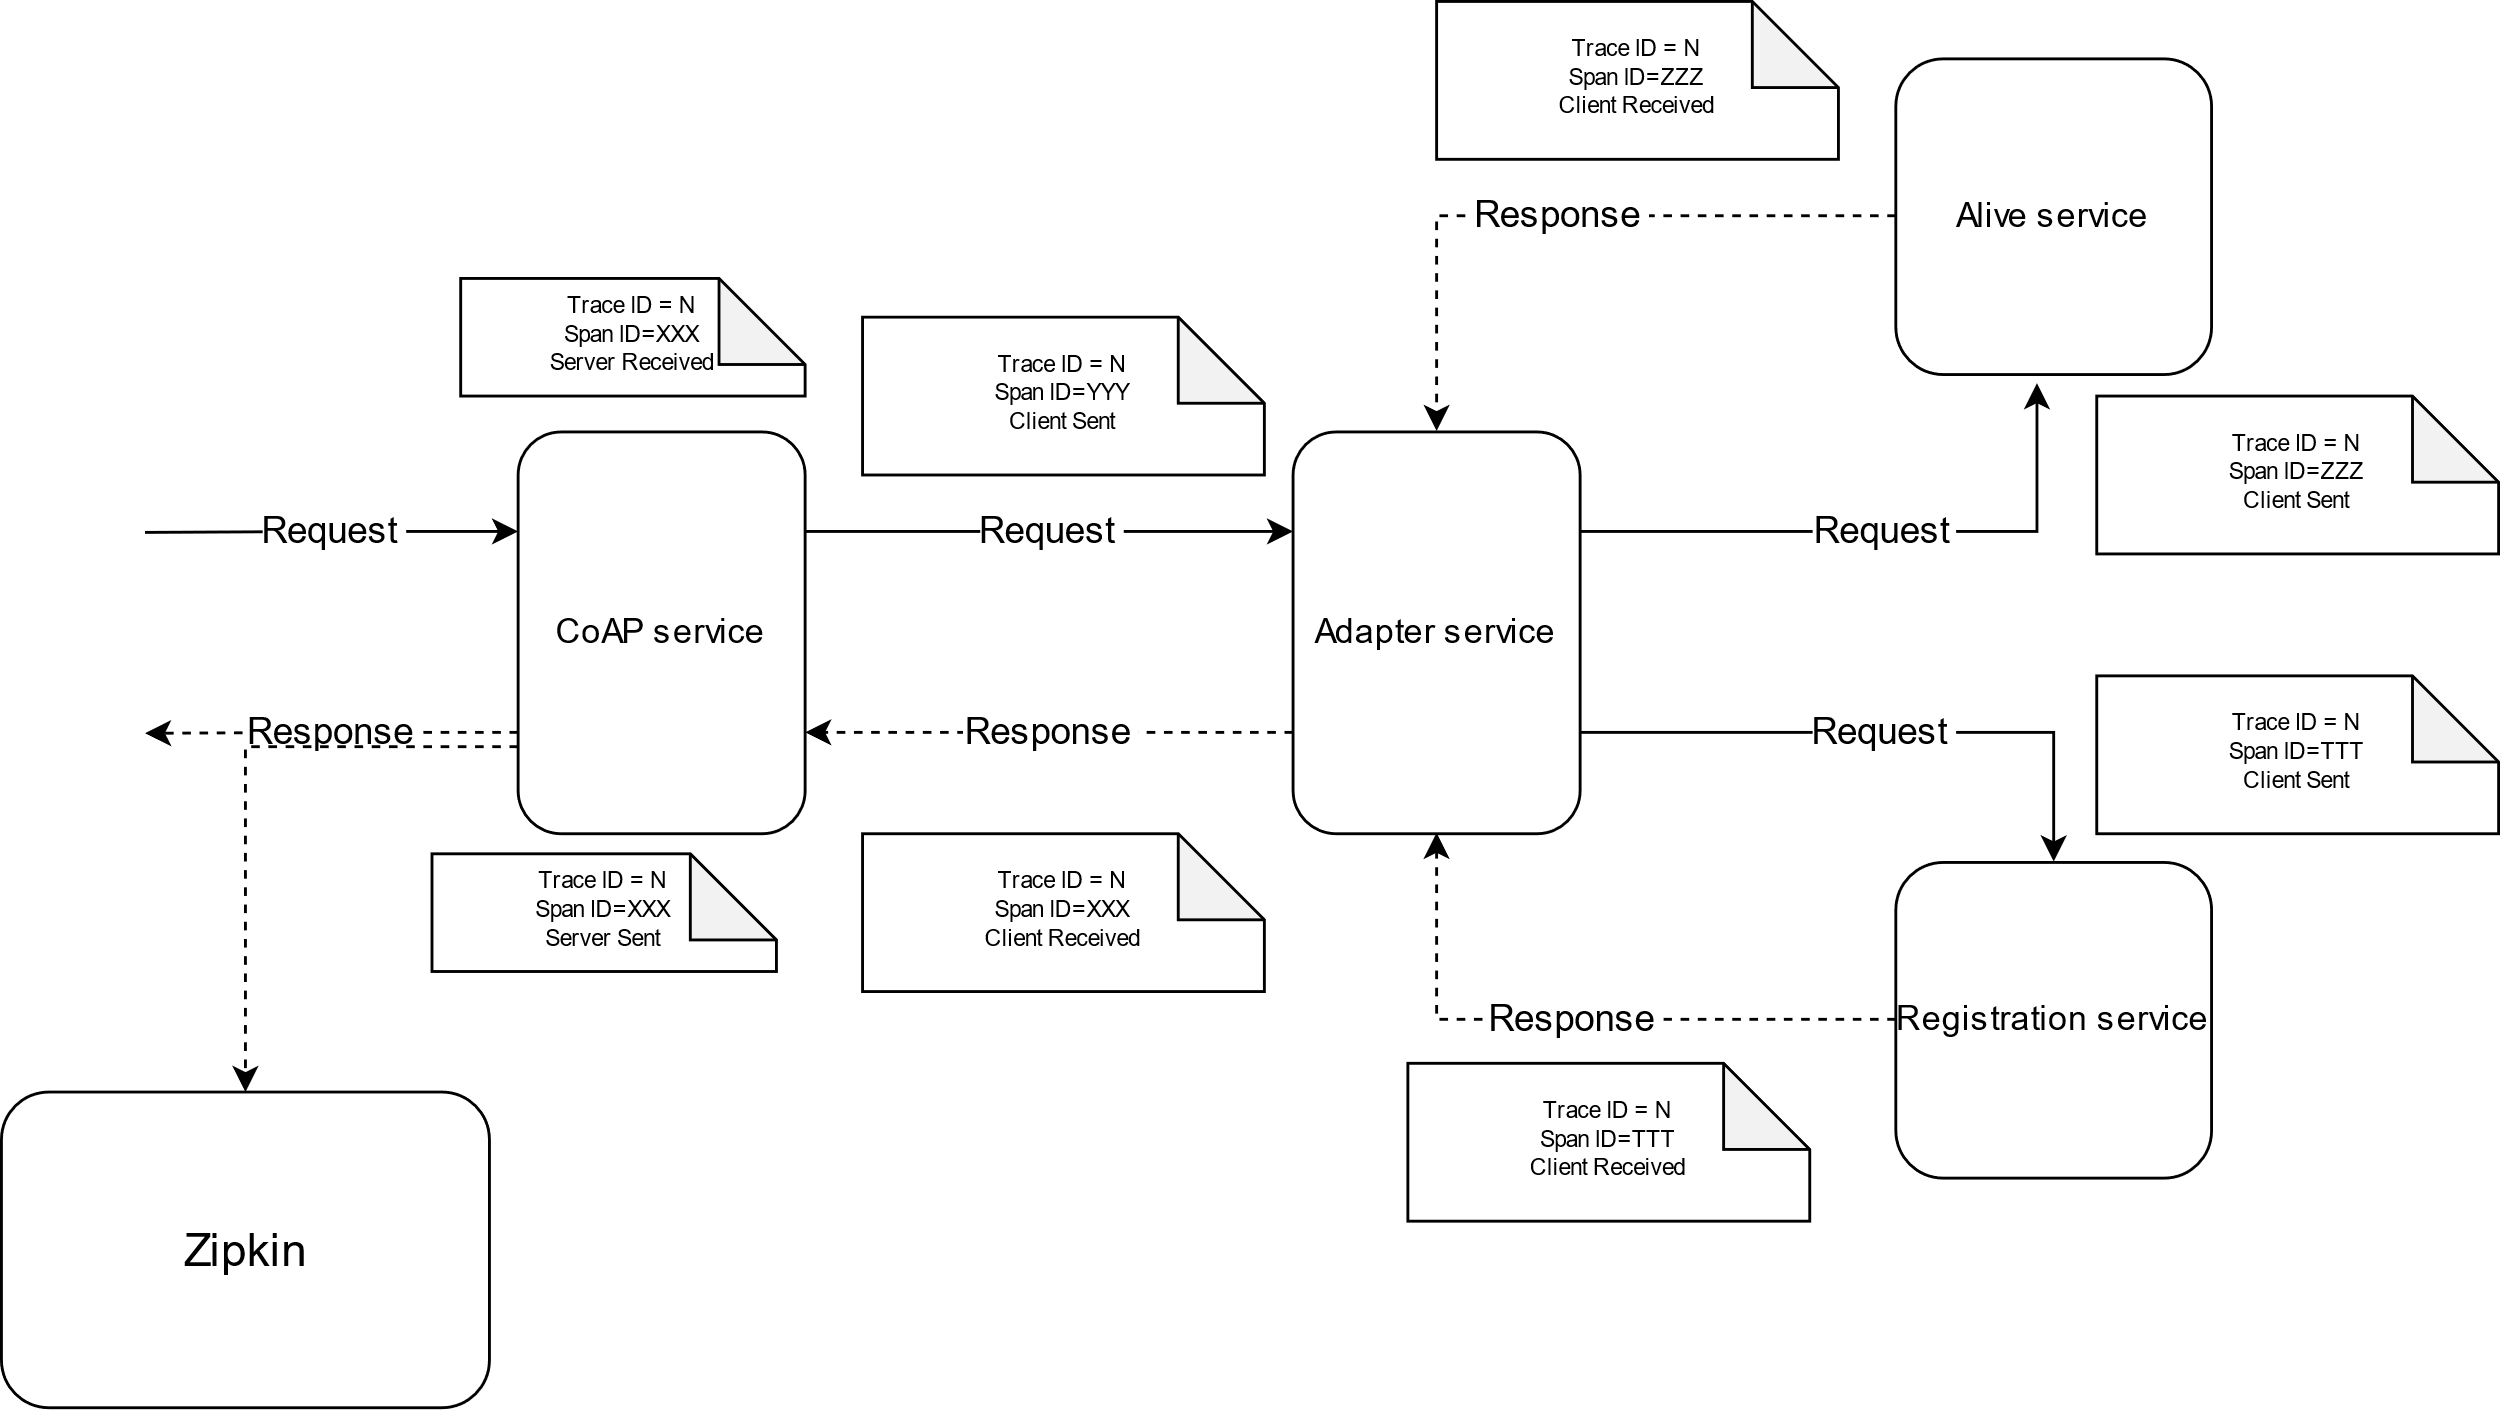 Trace ID = N
Span ID=ZZZ
Client Received
Response
Alive service
Trace ID = N
Span ID=XXX
Server Received
Trace ID = N
Span ID=YYY
Client Sent
Trace ID = N
Span ID=ZZZ
Client Sent
Request
Request
Request
CoAP service
Adapter service
Response
Response
Request
Trace ID = N
Span ID=TTT
Client Sent
Trace ID = N
Span ID=XXX
Server Sent
Trace ID = N
Span ID=XXX
Client Received
Response
Registration service
Trace ID = N
Span ID=TTT
Client Received
Zipkin